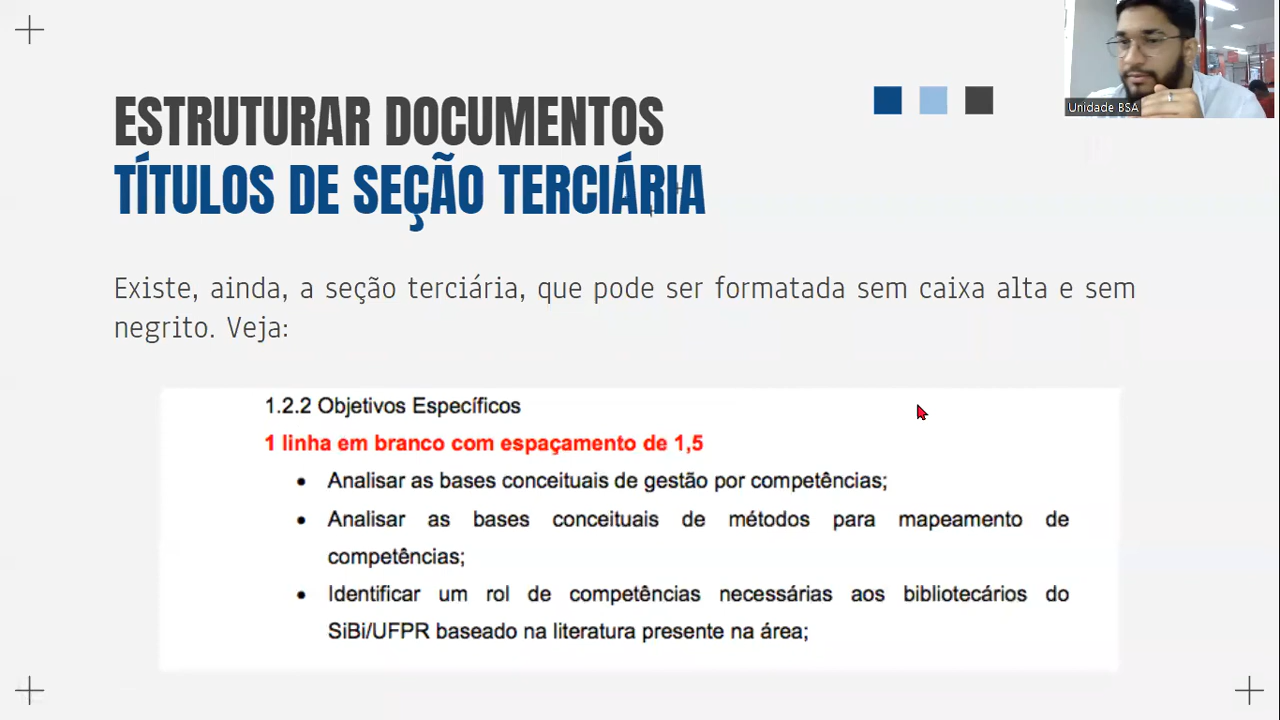 Unidade BSA
ESTRUTURAR DOCUMENTOS
TÍTULOS DE SEÇÃO TERCIÁRIA
Existe, ainda, a seção terciária, que pode ser formatada sem caixa alta e sem
negrito. Veja:
1.2.2 Objetivos Específicos
1 linha em branco com espaçamento de 1,5
• Analisar as bases conceituais de gestão por competências;
• Analisar as bases conceituais de métodos para mapeamento de
competências;
• Identificar um rol de competências necessárias aos bibliotecários do
SiBi/UFPR baseado na literatura presente na área;